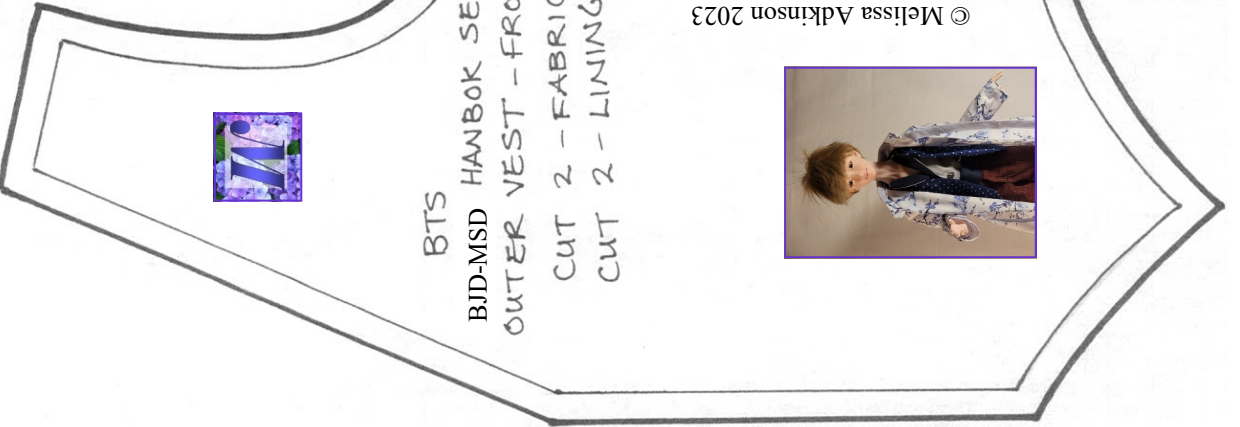 BTS
BJD-MSD HANBOK SE
OUTER VEST - FRO
CUT 2 - FABRIC
CUT 2 - LINING
© Melissa Adkinson 2023
M